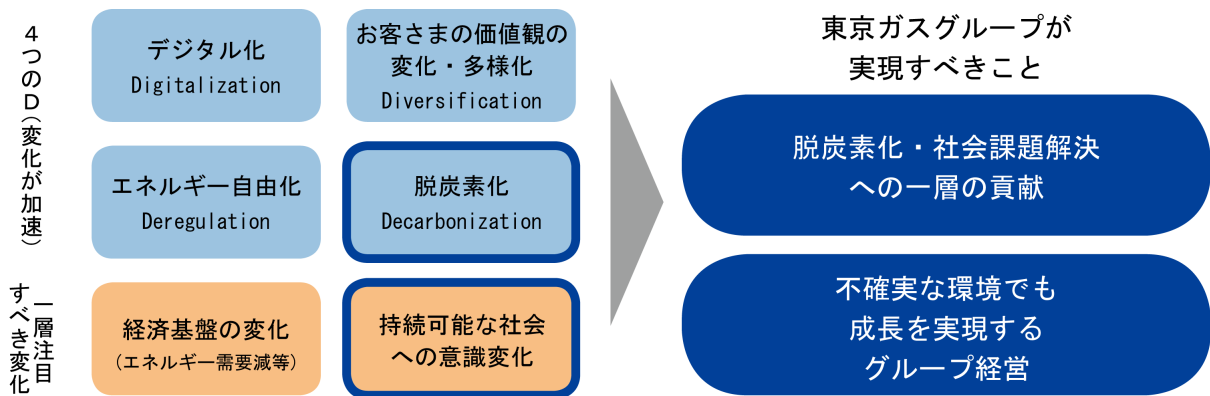 4つのD(変化が加速)
デジタル化
Digitalization
お客さまの価値観の
変化・多様化
Diversification
エネルギー自由化
Deregulation
脱炭素化
Decarbonization
一層注目
すべき変化
経済基盤の変化
(エネルギー需要減等)
持続可能な社会
への意識変化
東京ガスグループが
実現すべきこと
脱炭素化・社会課題解決
への一層の貢献
不確実な環境でも
成長を実現する
グループ経営